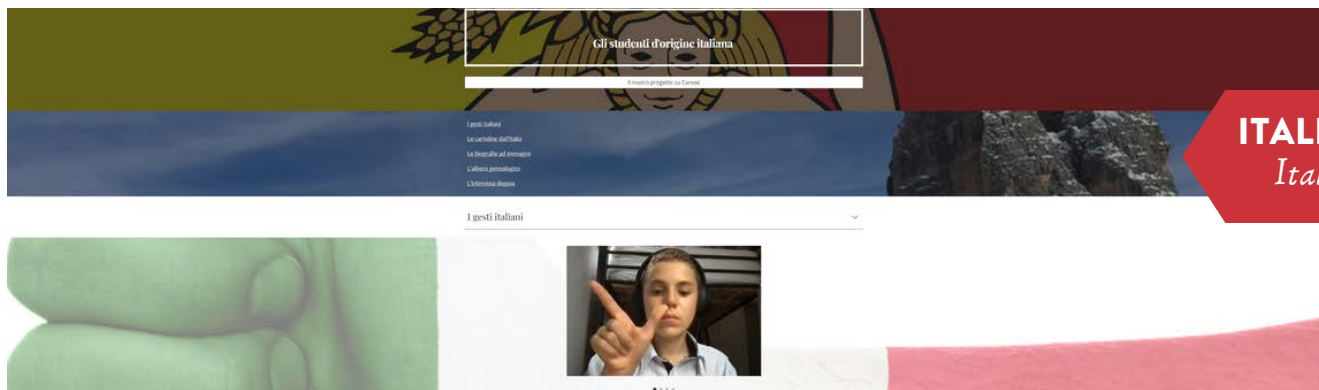 Gli studenti d'origine italiana
Il nostro progetto su Canvas
I gesti italiani
Le cartoline dall'Italia
Le biografie ad immagini
L'albero genealogico
L'intervista doppia
I gesti italiani
ITALI
Ital